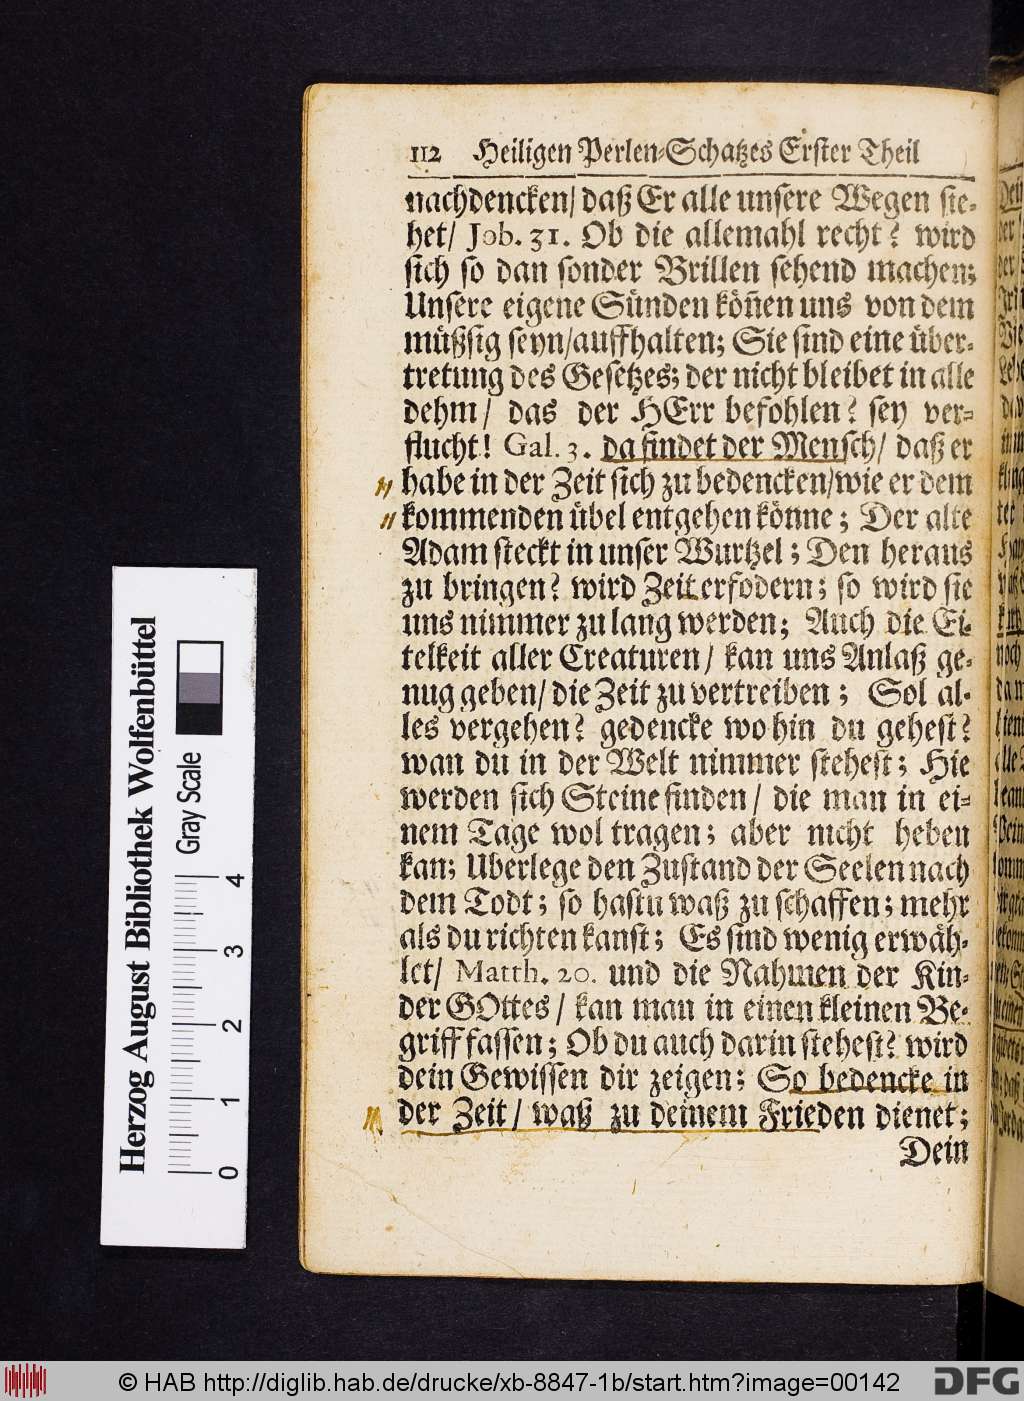 112 Heiligen Perlen-Schatzes Erster Theil
nachdencken/ daß Er alle unsere Wegen sie-
het/ Job. 31. Ob die allemahl recht? wird
sich so dan sonder Brillen sehend machen;
Unsere eigene Sünden köñen uns von dem
müßsig seyn/auffhalten; Sie sind eine über-
tretung des Gesetzes; der nicht bleibet in alle
dehm/ das der HErr befohlen? sey ver-
flucht! Gal. 3. da findet der Mensch/ daß er
habe in der Zeit sich zu bedencken/wie er dem
kommenden übel entgehen könne; Der alte
Adam steckt in unser Wurtzel; Den heraus
zu bringen? wird Zeit erfodern; so wird sie
uns nimmer zu lang werden; Auch die Ei-
telkeit aller Creaturen/ kan uns Anlaß ge-
nug geben/ die Zeit zu vertreiben; Sol al-
les vergehen? gedencke wo hin du gehest?
wan du in der Welt nimmer stehest; Hie
werden sich Steine finden/ die man in ei-
nem Tage wol tragen; aber nicht heben
kan; Uberlege den Zustand der Seelen nach
dem Todt; so hastu waß zu schaffen; mehr
als du richten kanst; Es sind wenig erwäh-
let/ Matth. 20. und die Nahmen der Kin-
der GOttes/ kan man in einen kleinen Be-
griff fassen; Ob du auch darin stehest? wird
dein Gewissen dir zeigen; So bedencke in
der Zeit/ waß zu deinem Frieden dienet;
Dein
Herzog August Bibliothek Wolfenbüttel
Gray Scale
0 1 2 3 4
© HAB http://diglib.hab.de/drucke/xb-8847-1b/start.htm?image=00142
DFG